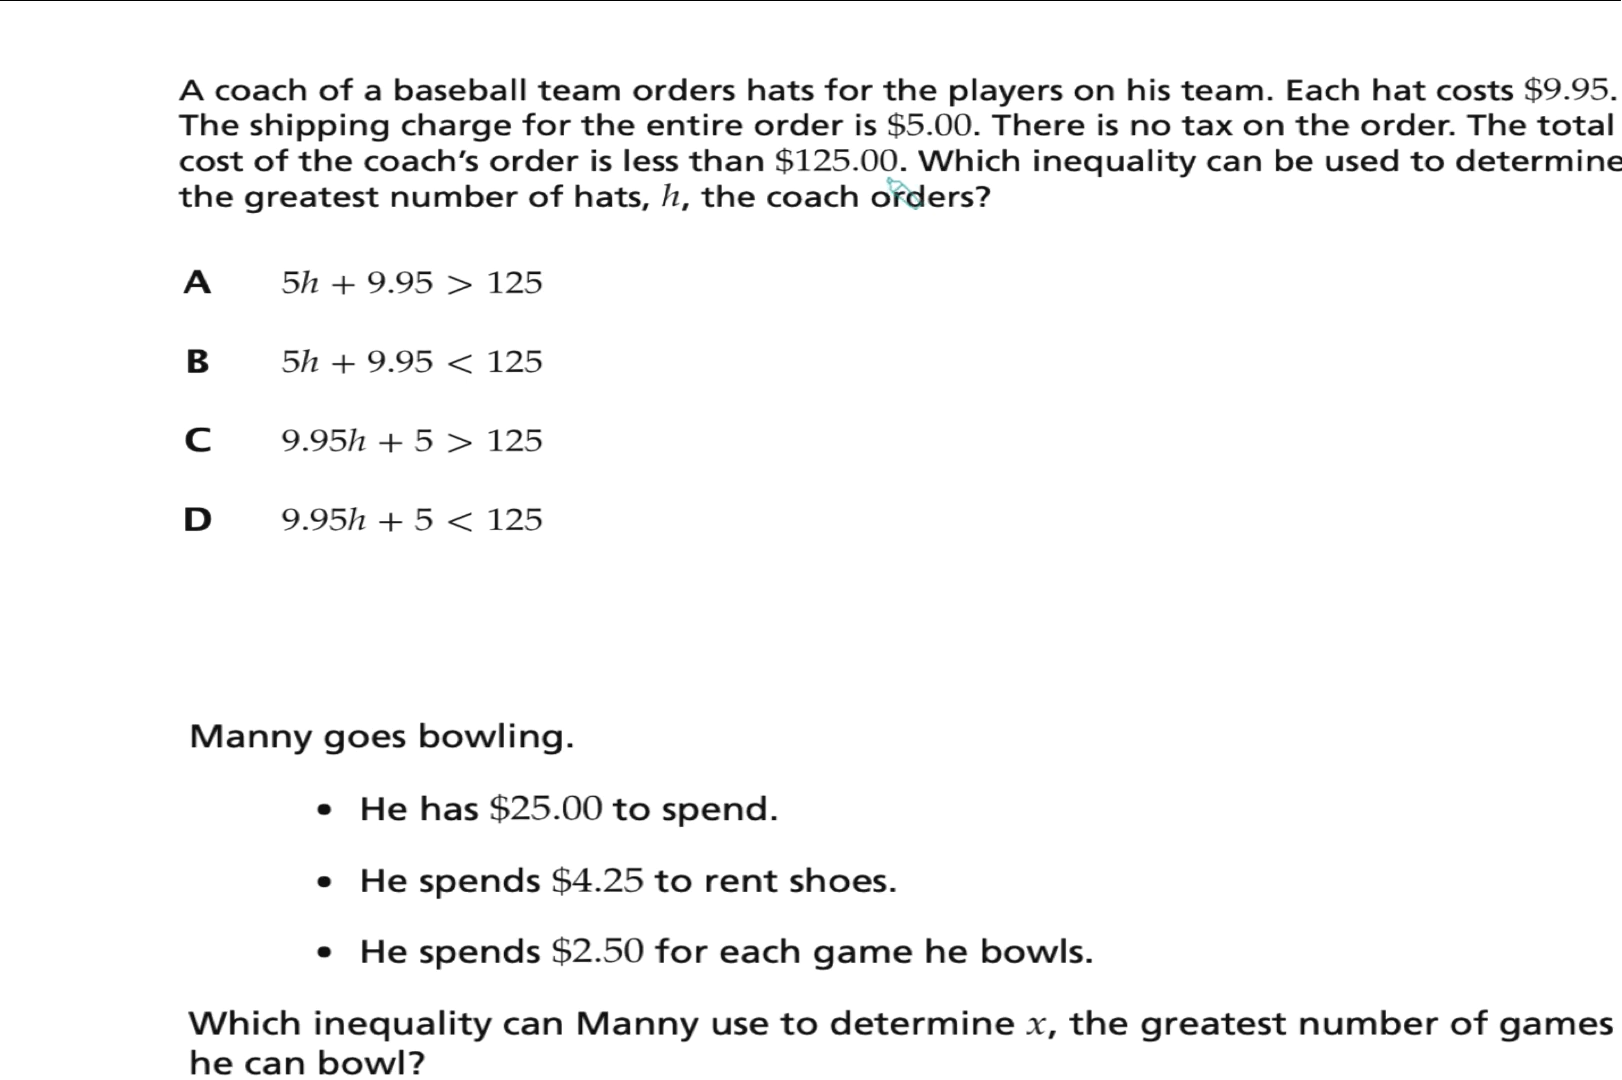 A coach of a baseball team orders hats for the players on his team. Each hat costs $9.95.
The shipping charge for the entire order is $5.00. There is no tax on the order. The total
cost of the coach’s order is less than $125.00. Which inequality can be used to determine
the greatest number of hats, h, the coach orders?
A 5h + 9.95 > 125
B 5h + 9.95 < 125
C 9.95h + 5 > 125
D 9.95h + 5 < 125
Manny goes bowling.
• He has $25.00 to spend.
• He spends $4.25 to rent shoes.
• He spends $2.50 for each game he bowls.
Which inequality can Manny use to determine x, the greatest number of games
he can bowl?